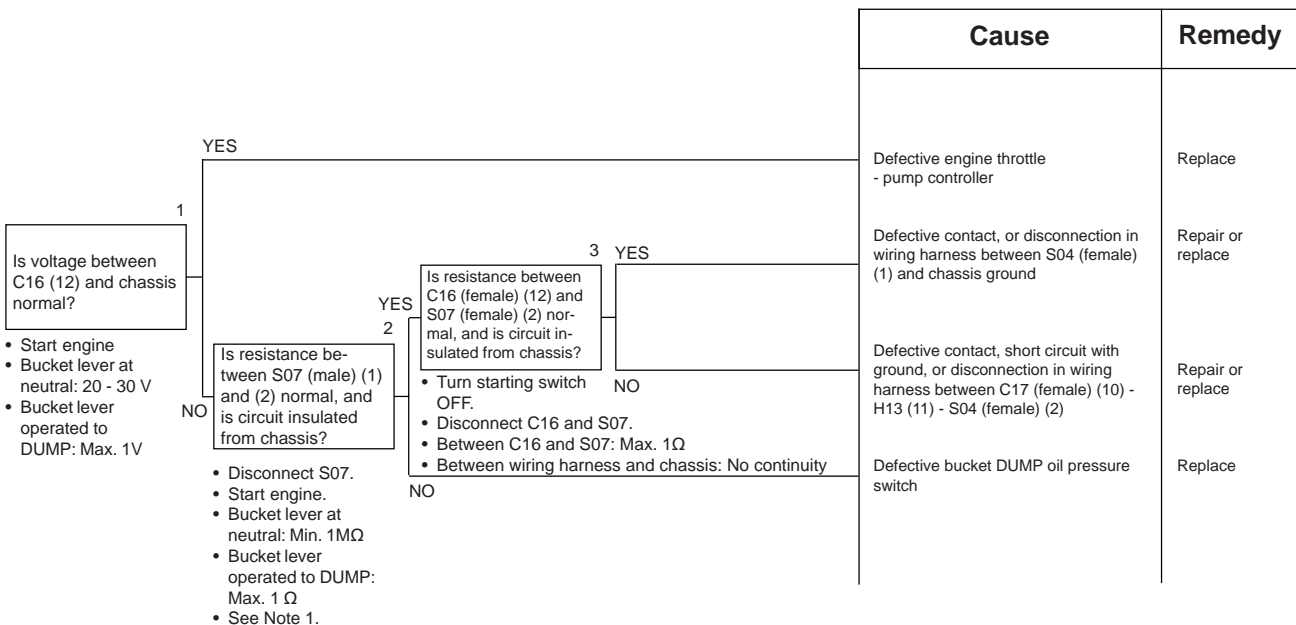 Cause
Remedy
YES
Defective engine throttle
- pump controller
Replace
1
Is voltage between
C16 (12) and chassis
normal?
• Start engine
• Bucket lever at
neutral: 20 - 30 V
• Bucket lever
operated to
DUMP: Max. 1V
NO
YES
2
Is resistance be-
tween S07 (male) (1)
and (2) normal, and
is circuit insulated
from chassis?
• Disconnect S07.
• Start engine.
• Bucket lever at
neutral: Min. 1MΩ
• Bucket lever
operated to DUMP:
Max. 1 Ω
• See Note 1.
3
Is resistance between
C16 (female) (12) and
S07 (female) (2) nor-
mal, and is circuit in-
sulated from chassis?
• Turn starting switch
OFF.
• Disconnect C16 and S07.
• Between C16 and S07: Max. 1Ω
• Between wiring harness and chassis: No continuity
YES
Defective contact, or disconnection in
wiring harness between S04 (female)
(1) and chassis ground
Repair or
replace
NO
Defective contact, short circuit with
ground, or disconnection in wiring
harness between C17 (female) (10) -
H13 (11) - S04 (female) (2)
Repair or
replace
NO
Defective bucket DUMP oil pressure
switch
Replace